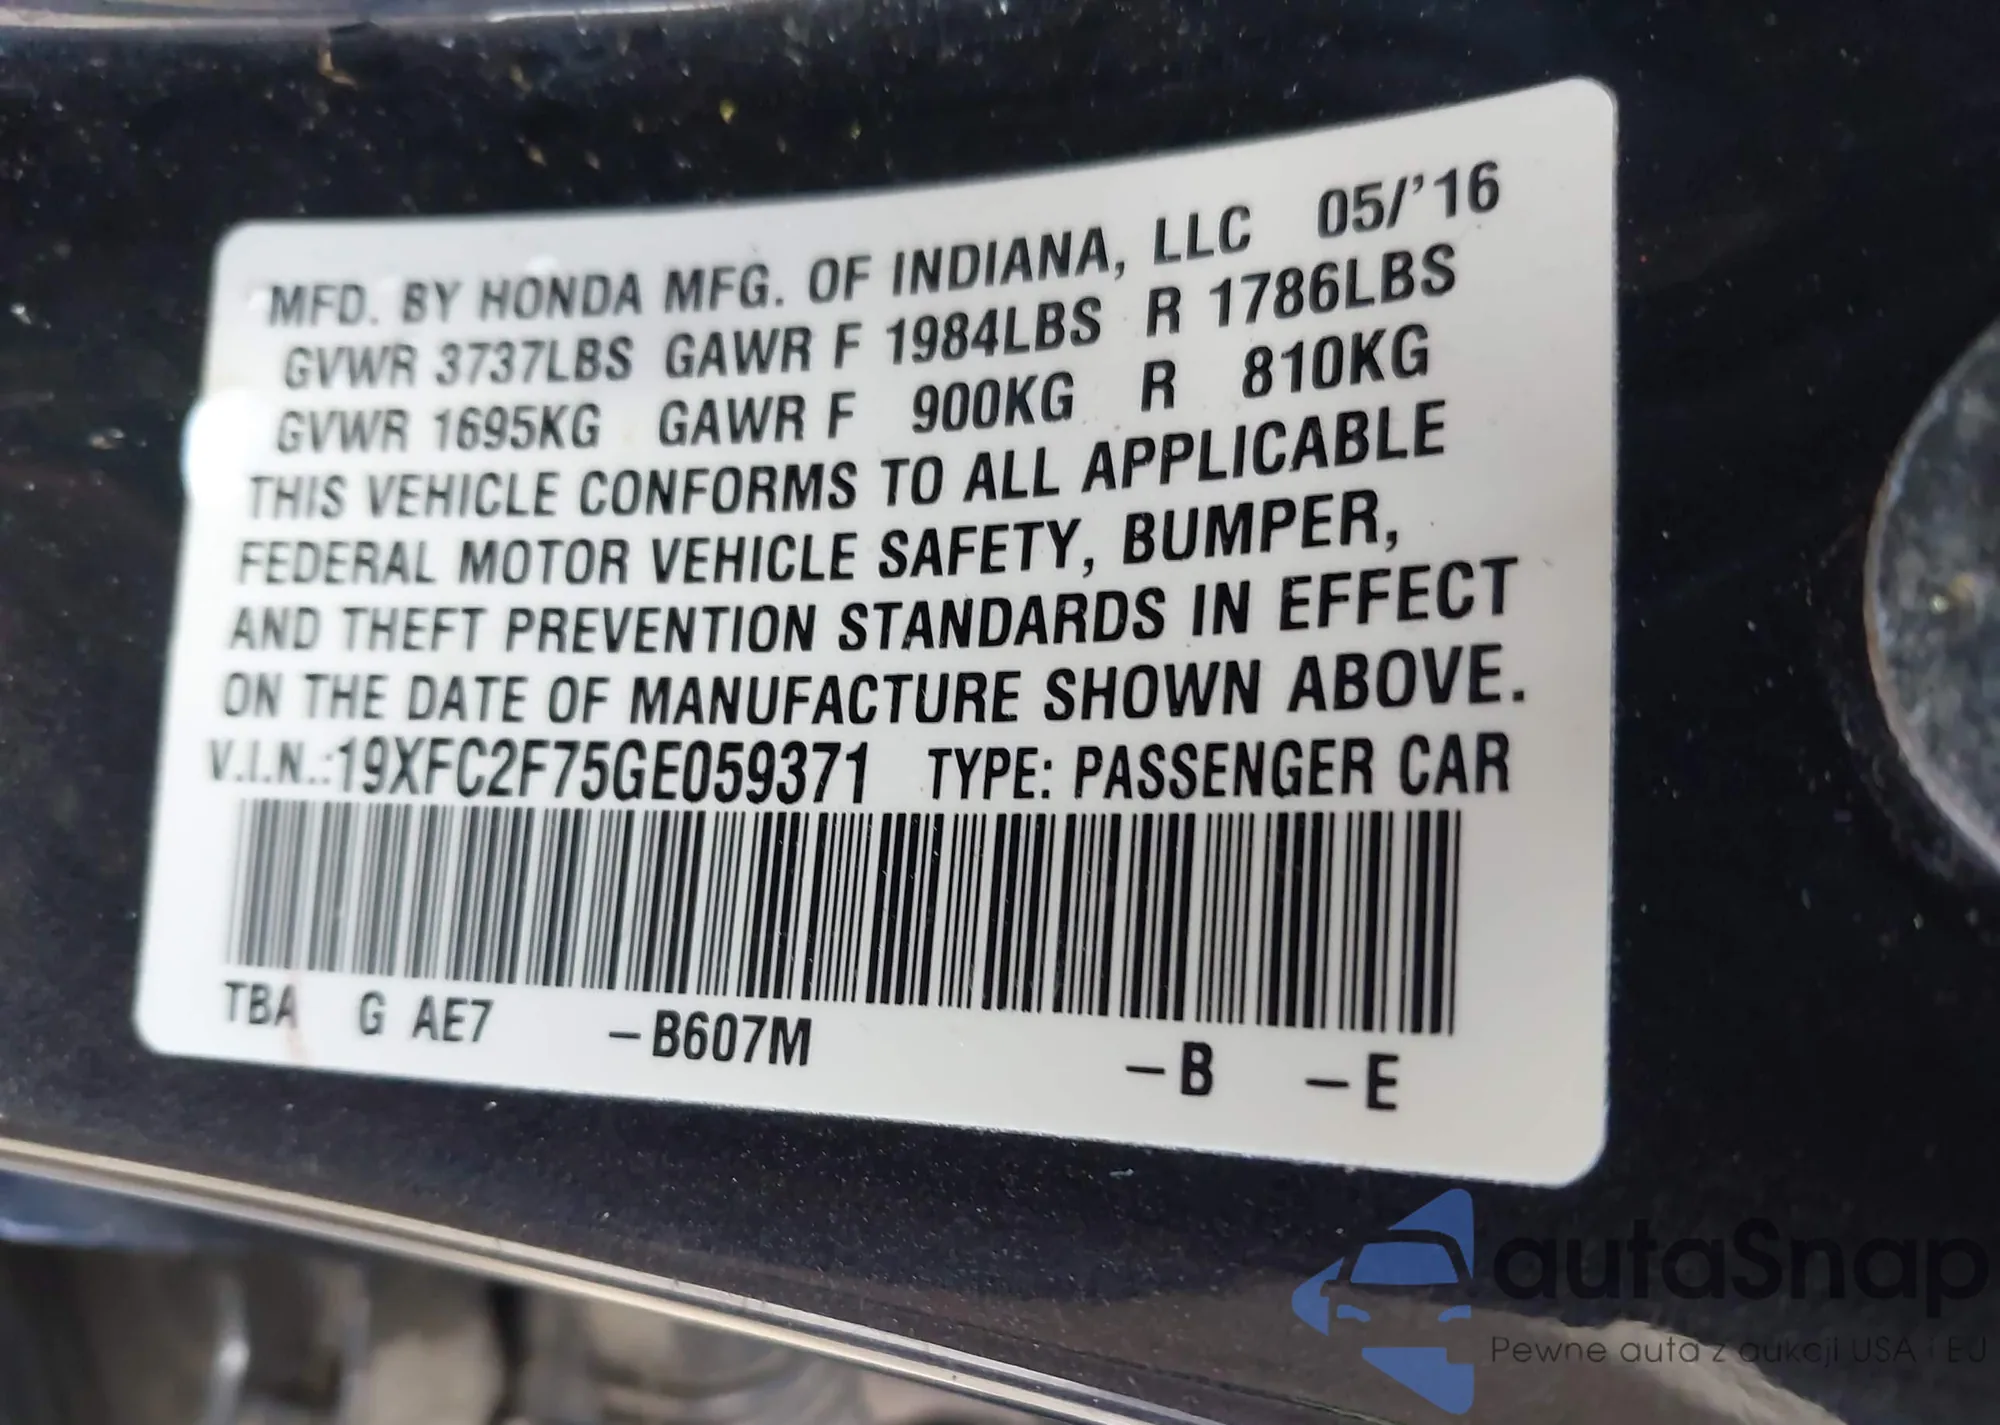 MFD. BY HONDA MFG. OF INDIANA, LLC 05/'16
GVWR 3737LBS GAWR F 1984LBS R 1786LBS
GVWR 1695KG GAWR F 900KG R 810KG
THIS VEHICLE CONFORMS TO ALL APPLICABLE
FEDERAL MOTOR VEHICLE SAFETY, BUMPER,
AND THEFT PREVENTION STANDARDS IN EFFECT
ON THE DATE OF MANUFACTURE SHOWN ABOVE.
V.I.N.:19XFC2F75GE059371 TYPE: PASSENGER CAR
TBA G AE7 -B607M -B -E
autaSnap
Pewne auta z aukcji USA i EU